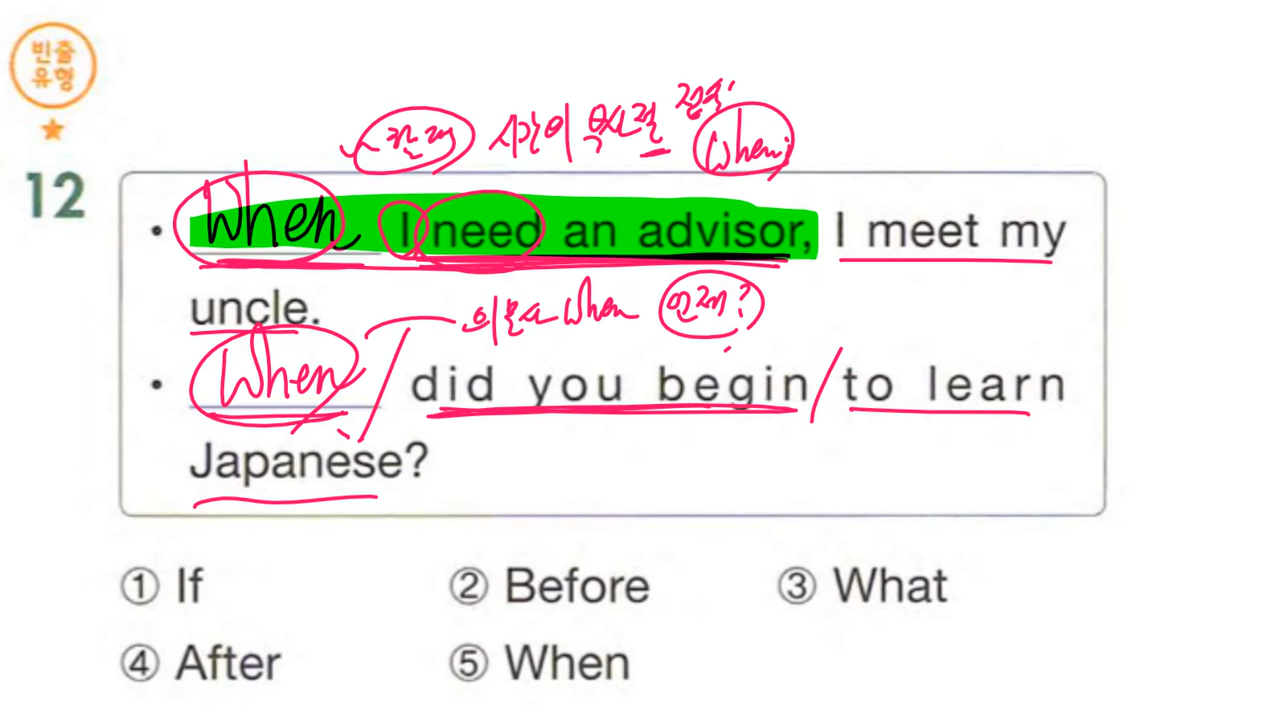 빈출
유형
12
~할 때 시간의 부사절 접속 When
• When I need an advisor, I meet my
uncle.
의문사 When 언제?
• When did you begin to learn
Japanese?
① If ② Before ③ What
④ After ⑤ When